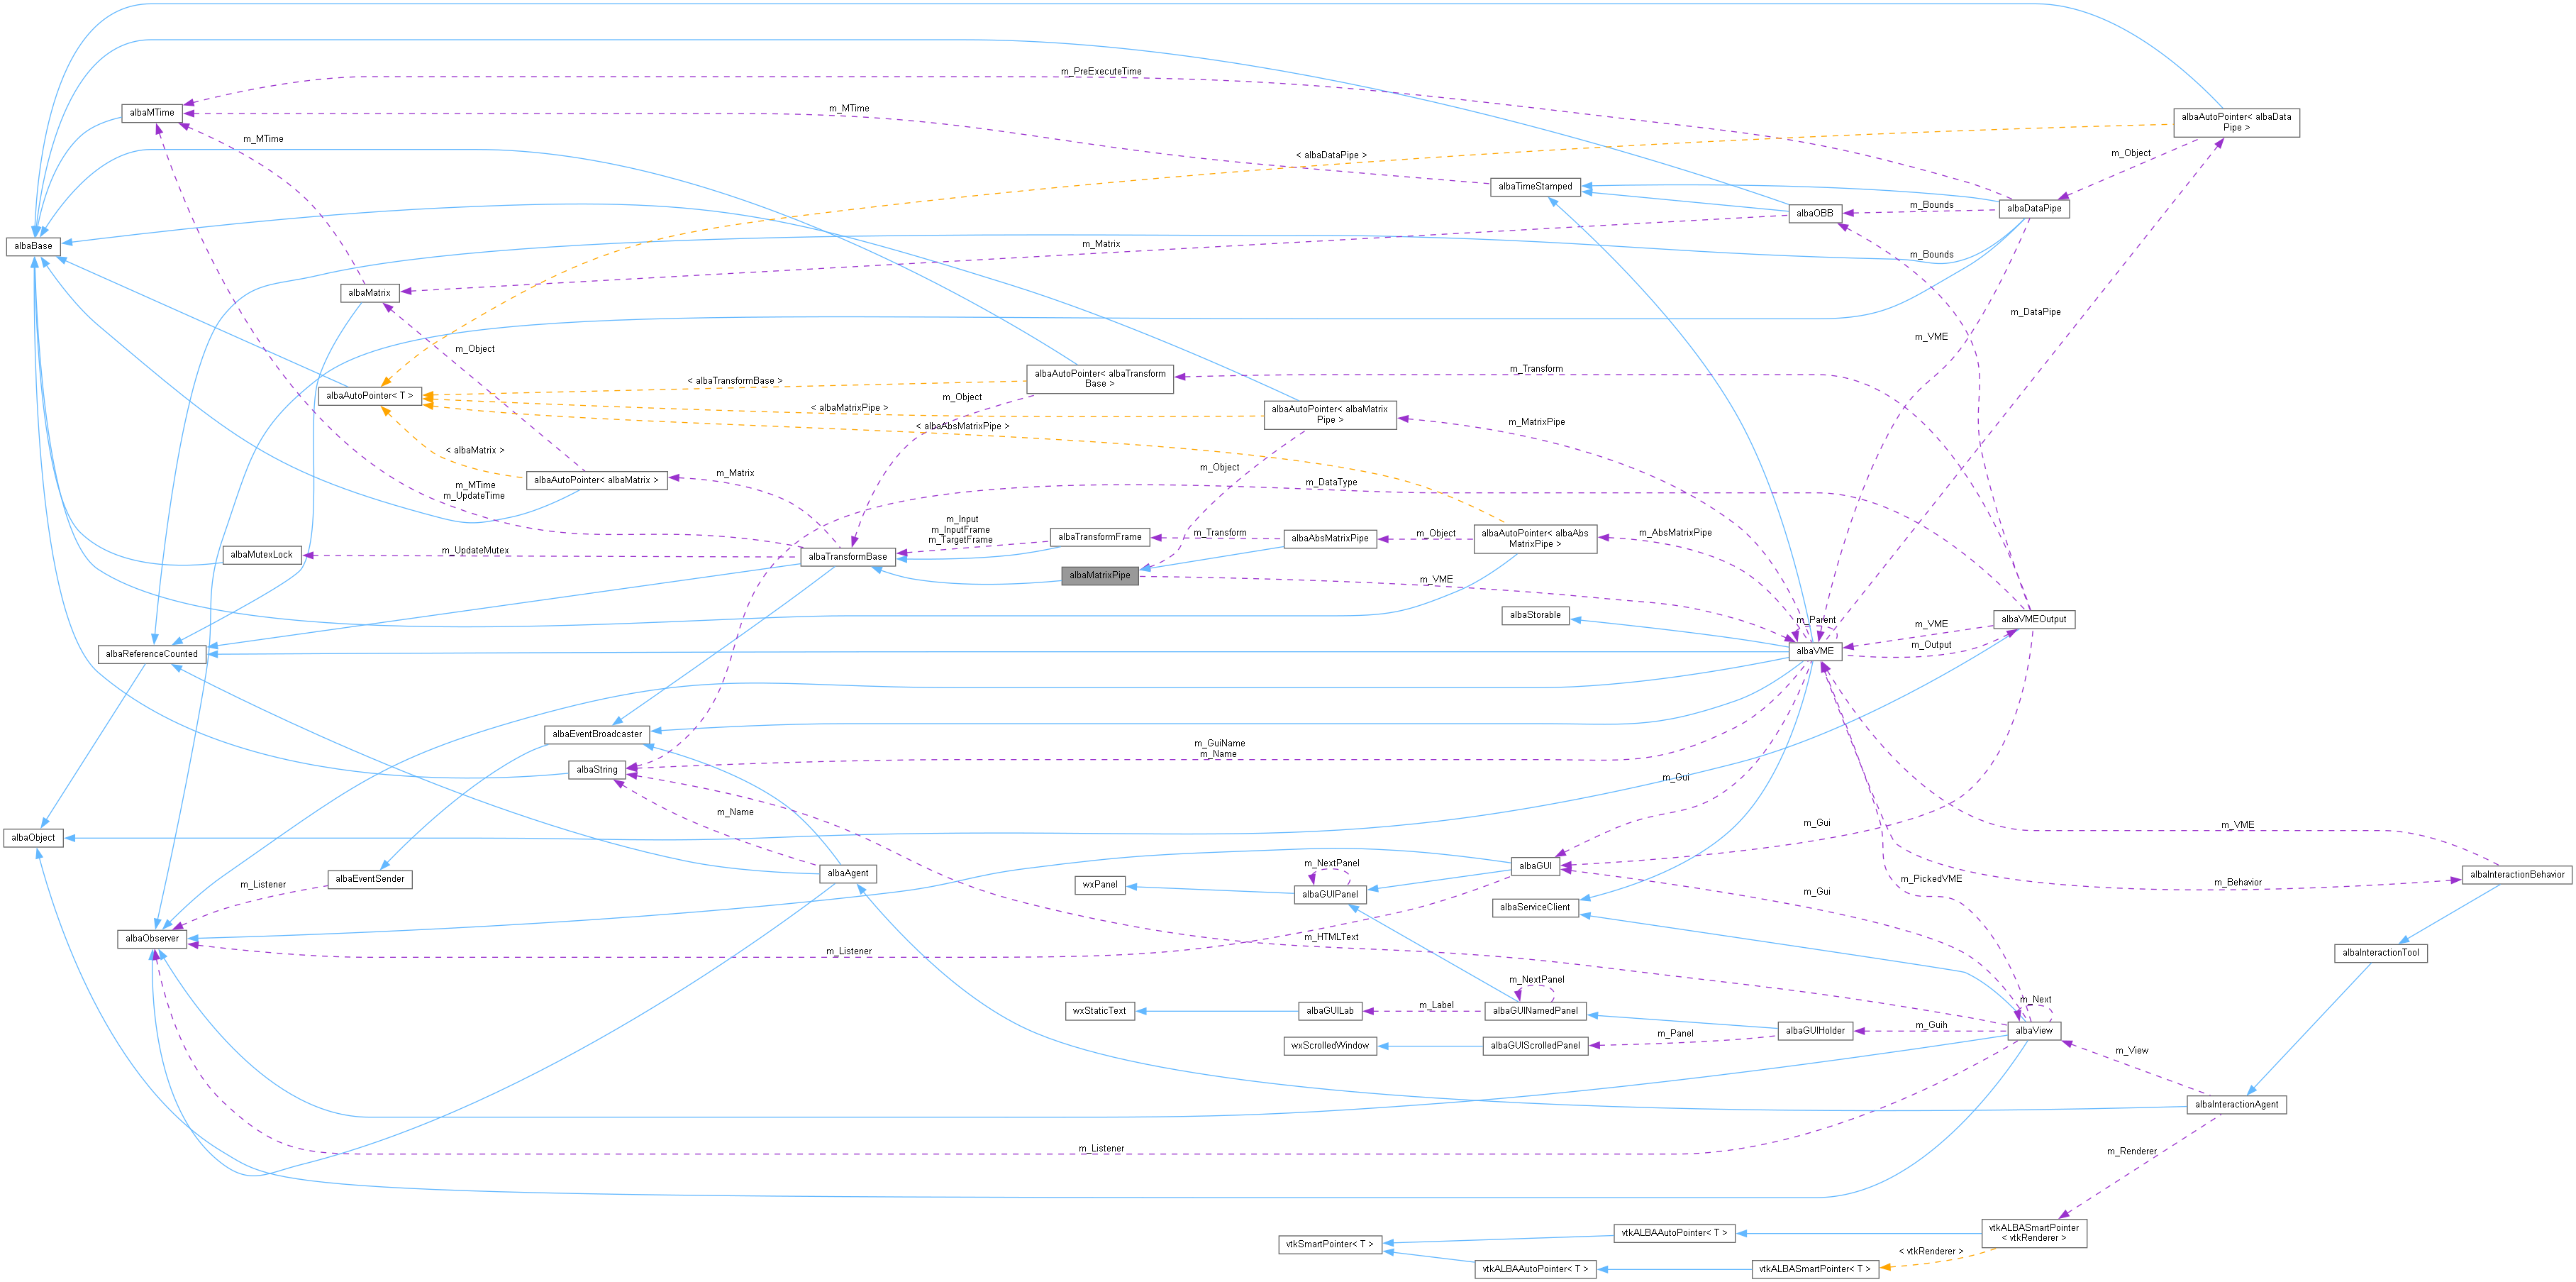 m_PreExecuteTime
albaMTime
m_MTime
albaAutoPointer< albaData
Pipe >
m_MTime
< albaDataPipe >
m_Object
albaTimeStamped
albaOBB
m_Bounds
albaDataPipe
albaBase
m_Matrix
m_Bounds
albaMatrix
m_DataPipe
m_Object
m_VME
albaAutoPointer< T >
< albaTransformBase >
albaAutoPointer< albaTransform
Base >
m_Transform
m_Object
< albaMatrixPipe >
albaAutoPointer< albaMatrix
Pipe >
< albaAbsMatrixPipe >
m_MatrixPipe
< albaMatrix >
albaAutoPointer< albaMatrix >
m_Matrix
m_Object
m_DataType
m_MTime
m_UpdateTime
m_Input
m_InputFrame
m_TargetFrame
albaTransformFrame
m_Transform
albaAbsMatrixPipe
m_Object
albaAutoPointer< albaAbs
MatrixPipe >
m_AbsMatrixPipe
albaMutexLock
m_UpdateMutex
albaTransformBase
albaMatrixPipe
m_VME
albaStorable
m_Parent
albaVME
m_VME
m_Output
albaVMEOutput
albaReferenceCounted
albaEventBroadcaster
albaString
m_GuiName
m_Name
m_Gui
m_Name
albaObject
m_Gui
m_VME
albaEventSender
m_Listener
albaAgent
wxPanel
m_NextPanel
albaGUIPanel
albaGUI
m_Gui
m_PickedVME
m_Behavior
albaInteractionBehavior
albaServiceClient
albaObserver
m_Listener
m_HTMLText
albaInteractionTool
m_NextPanel
wxStaticText
albaGUILab
m_Label
albaGUINamedPanel
m_Next
wxScrolledWindow
albaGUIScrolledPanel
m_Panel
albaGUIHolder
m_Guih
albaView
m_View
albaInteractionAgent
m_Listener
m_Renderer
vtkSmartPointer< T >
vtkALBAAutoPointer< T >
vtkALBASmartPointer
< vtkRenderer >
< vtkRenderer >
vtkALBAAutoPointer< T >
vtkALBASmartPointer< T >